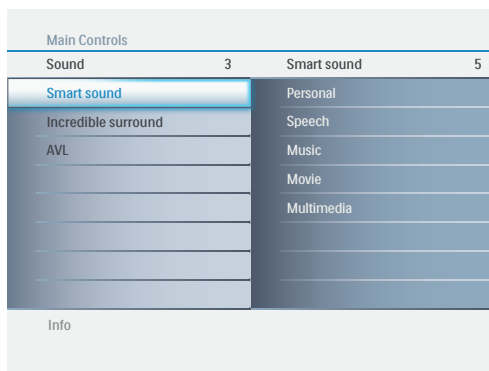 Main Controls
Sound 3 Smart sound 5
Smart sound Personal
Incredible surround Speech
AVL Music
Movie
Multimedia
Info